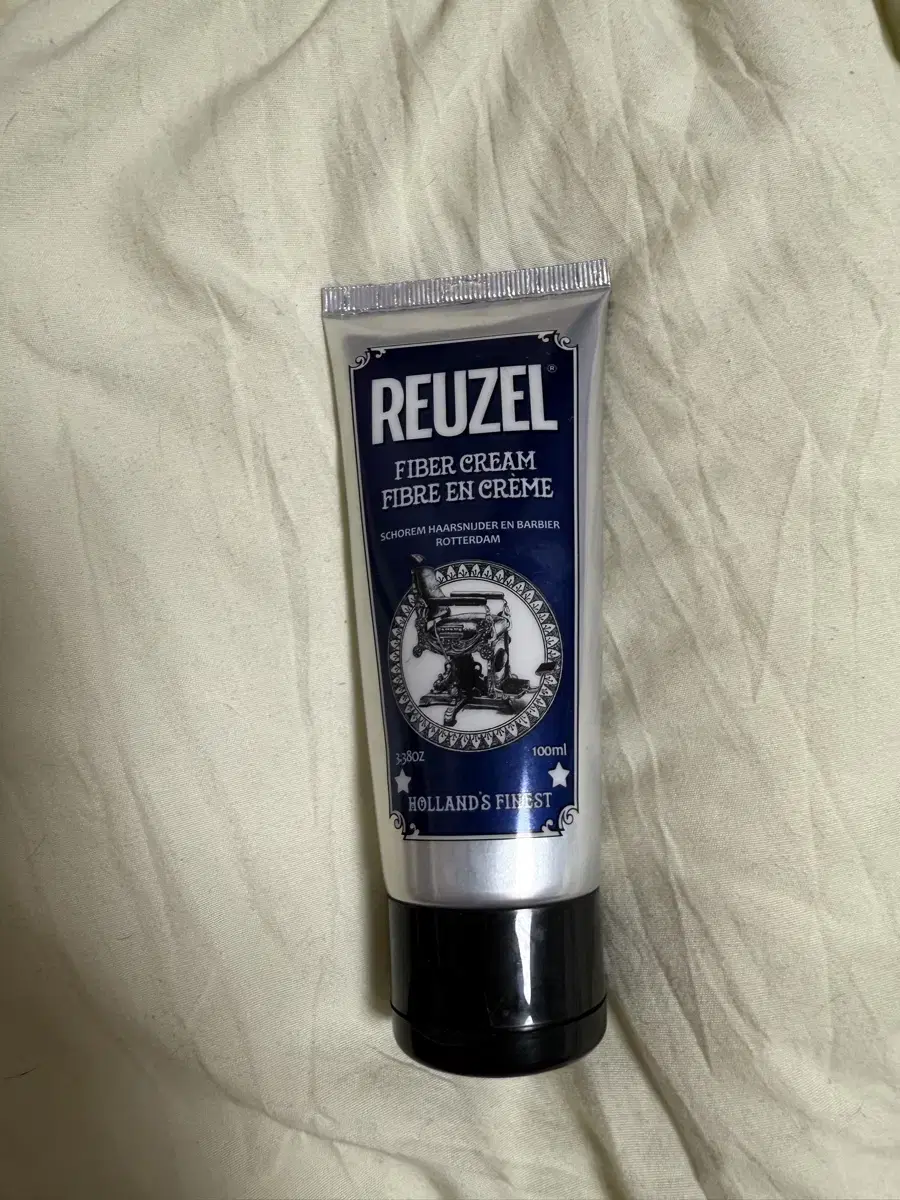 REUZEL®
FIBER CREAM
FIBRE EN CRÈME
SCHOREM HAARSNIJDER EN BARBIER
ROTTERDAM
3.38OZ 100ml
HOLLAND'S FINEST